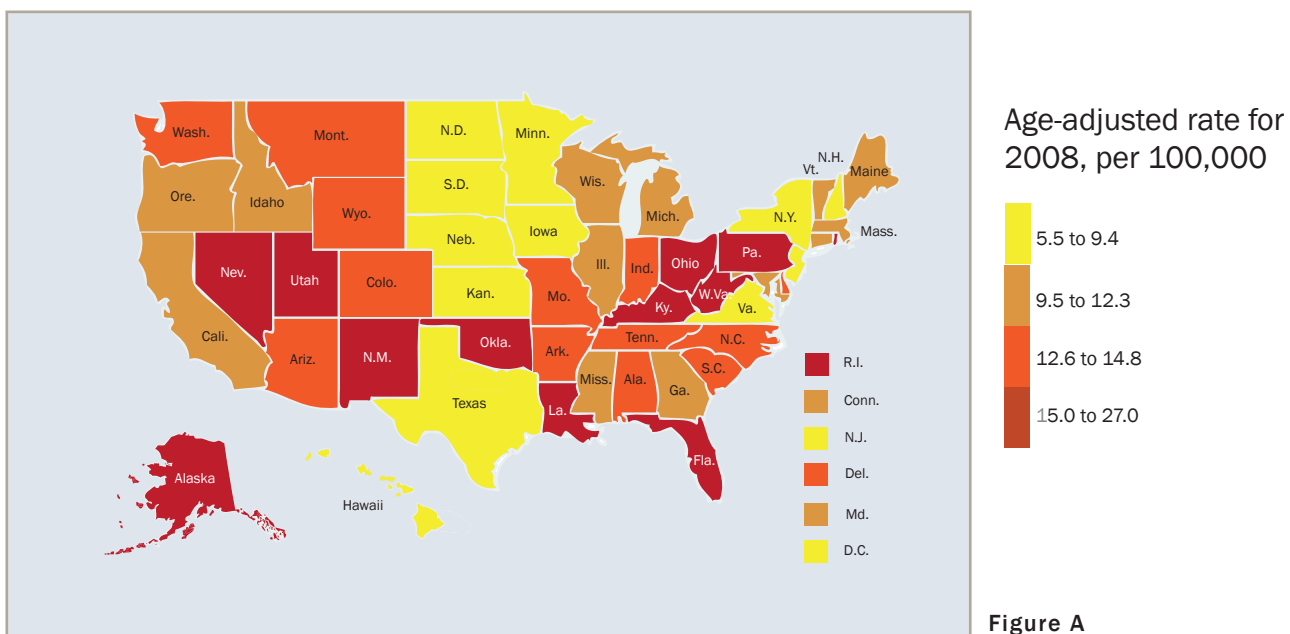 Wash.
Mont.
N.D.
Minn.
Ore.
Idaho
Wyo.
S.D.
Wis.
Mich.
Vt.
N.H.
Maine
N.Y.
Mass.
Nev.
Utah
Colo.
Neb.
Iowa
Ill.
Ind.
Ohio
Pa.
Cali.
Kan.
Mo.
Ky.
W.Va.
Va.
Ariz.
N.M.
Okla.
Ark.
Tenn.
N.C.
S.C.
Texas
La.
Miss.
Ala.
Ga.
Fla.
Alaska
Hawaii
R.I.
Conn.
N.J.
Del.
Md.
D.C.
Age-adjusted rate for
2008, per 100,000
5.5 to 9.4
9.5 to 12.3
12.6 to 14.8
15.0 to 27.0
Figure A